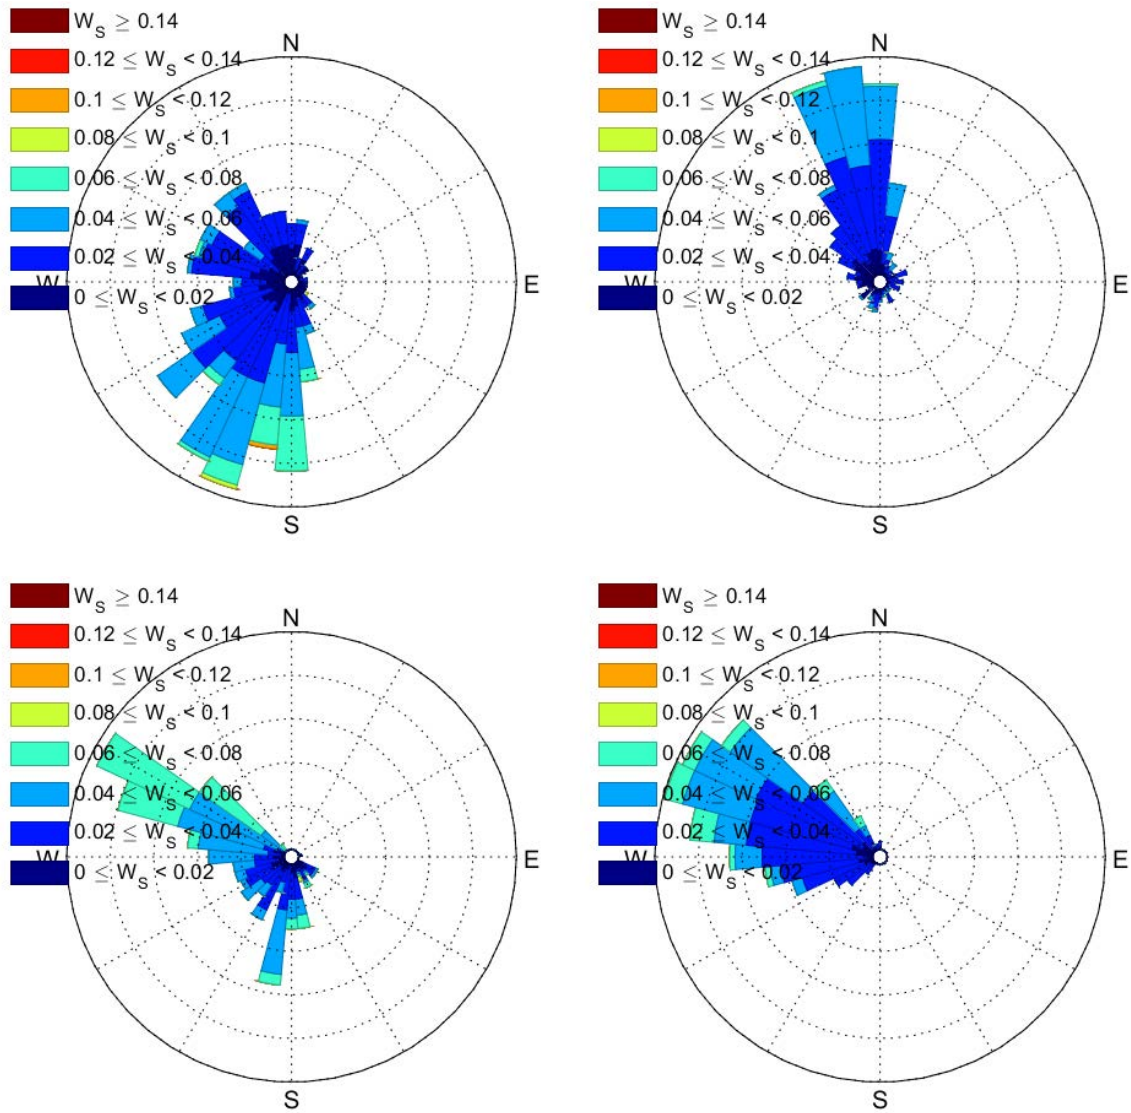 W_S ≥ 0.14
0.12 ≤ W_S < 0.14
0.1 ≤ W_S < 0.12
0.08 ≤ W_S < 0.1
0.06 ≤ W_S < 0.08
0.04 ≤ W_S < 0.06
0.02 ≤ W_S < 0.04
0 ≤ W_S < 0.02
N
W
E
S
W_S ≥ 0.14
0.12 ≤ W_S < 0.14
0.1 ≤ W_S < 0.12
0.08 ≤ W_S < 0.1
0.06 ≤ W_S < 0.08
0.04 ≤ W_S < 0.06
0.02 ≤ W_S < 0.04
0 ≤ W_S < 0.02
N
W
E
S
W_S ≥ 0.14
0.12 ≤ W_S < 0.14
0.1 ≤ W_S < 0.12
0.08 ≤ W_S < 0.1
0.06 ≤ W_S < 0.08
0.04 ≤ W_S < 0.06
0.02 ≤ W_S < 0.04
0 ≤ W_S < 0.02
N
W
E
S
W_S ≥ 0.14
0.12 ≤ W_S < 0.14
0.1 ≤ W_S < 0.12
0.08 ≤ W_S < 0.1
0.06 ≤ W_S < 0.08
0.04 ≤ W_S < 0.06
0.02 ≤ W_S < 0.04
0 ≤ W_S < 0.02
N
W
E
S